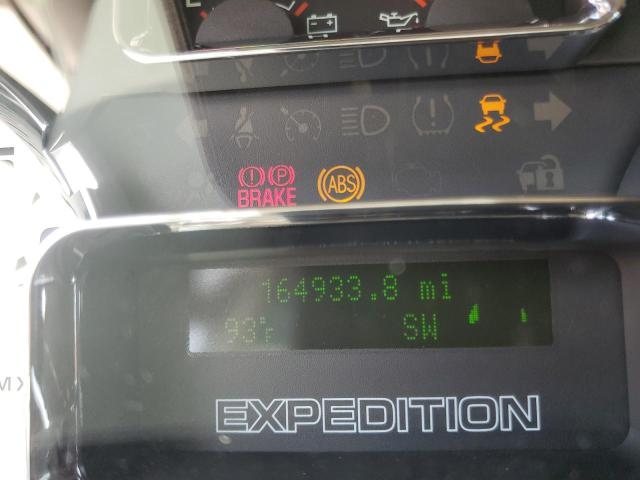 BRAKE
ABS
164933.8 mi
93°F SW
EXPEDITION